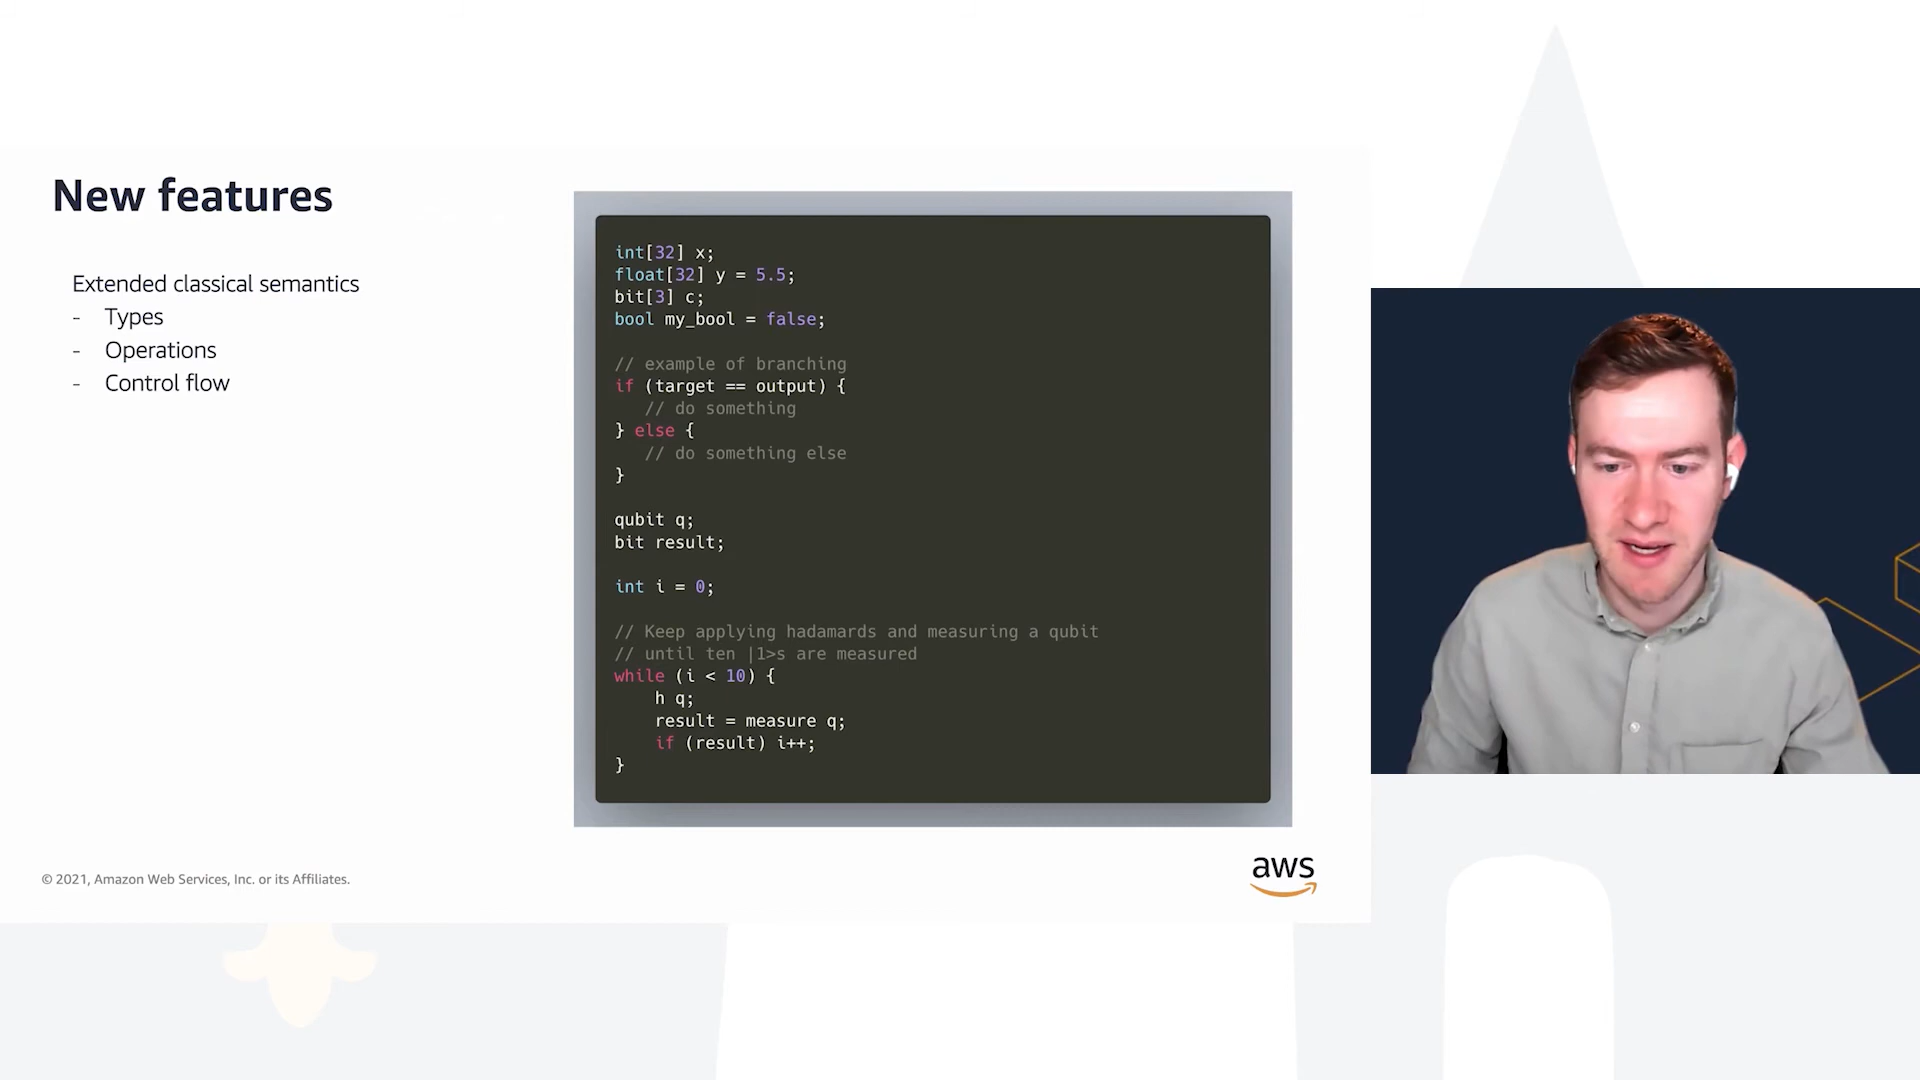 New features
Extended classical semantics
- Types
- Operations
- Control flow
int[32] x;
float[32] y = 5.5;
bit[3] c;
bool my_bool = false;
// example of branching
if (target == output) {
// do something
} else {
// do something else
}
qubit q;
bit result;
int i = 0;
// Keep applying hadamards and measuring a qubit
// until ten |1>s are measured
while (i < 10) {
h q;
result = measure q;
if (result) i++;
}
© 2021, Amazon Web Services, Inc. or its Affiliates.
aws